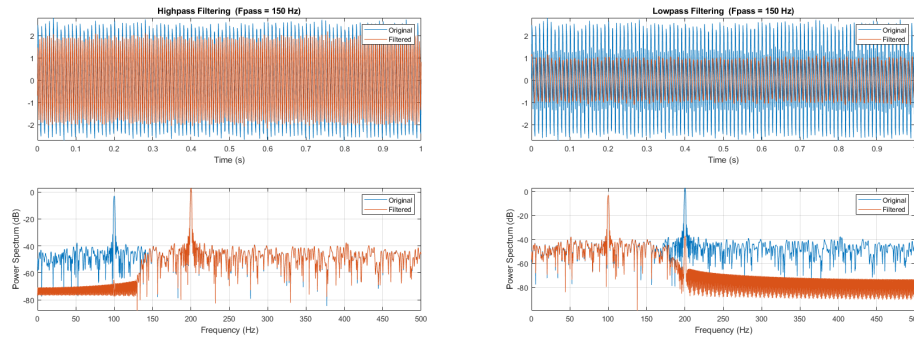 Highpass Filtering (Fpass = 150 Hz)
Original
Filtered
2
1
0
-1
-2
0 0.1 0.2 0.3 0.4 0.5 0.6 0.7 0.8 0.9 1
Time (s)
Power Spectrum (dB)
Original
Filtered
0
-20
-40
-60
-80
0 50 100 150 200 250 300 350 400 450 500
Frequency (Hz)
Lowpass Filtering (Fpass = 150 Hz)
Original
Filtered
2
1
0
-1
-2
0 0.1 0.2 0.3 0.4 0.5 0.6 0.7 0.8 0.9 1
Time (s)
Power Spectrum (dB)
Original
Filtered
0
-20
-40
-60
-80
0 50 100 150 200 250 300 350 400 450 500
Frequency (Hz)